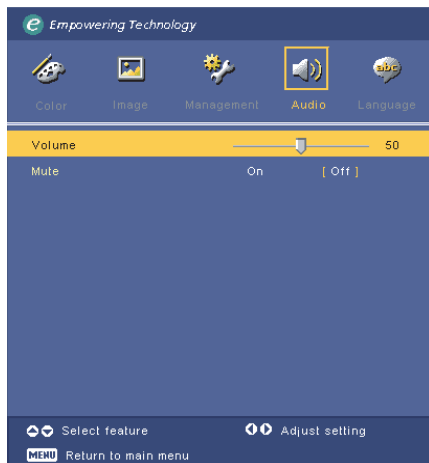 e Empowering Technology
abc
Color Image Management Audio Language
Volume 50
Mute On [ Off ]
Select feature Adjust setting
MENU Return to main menu